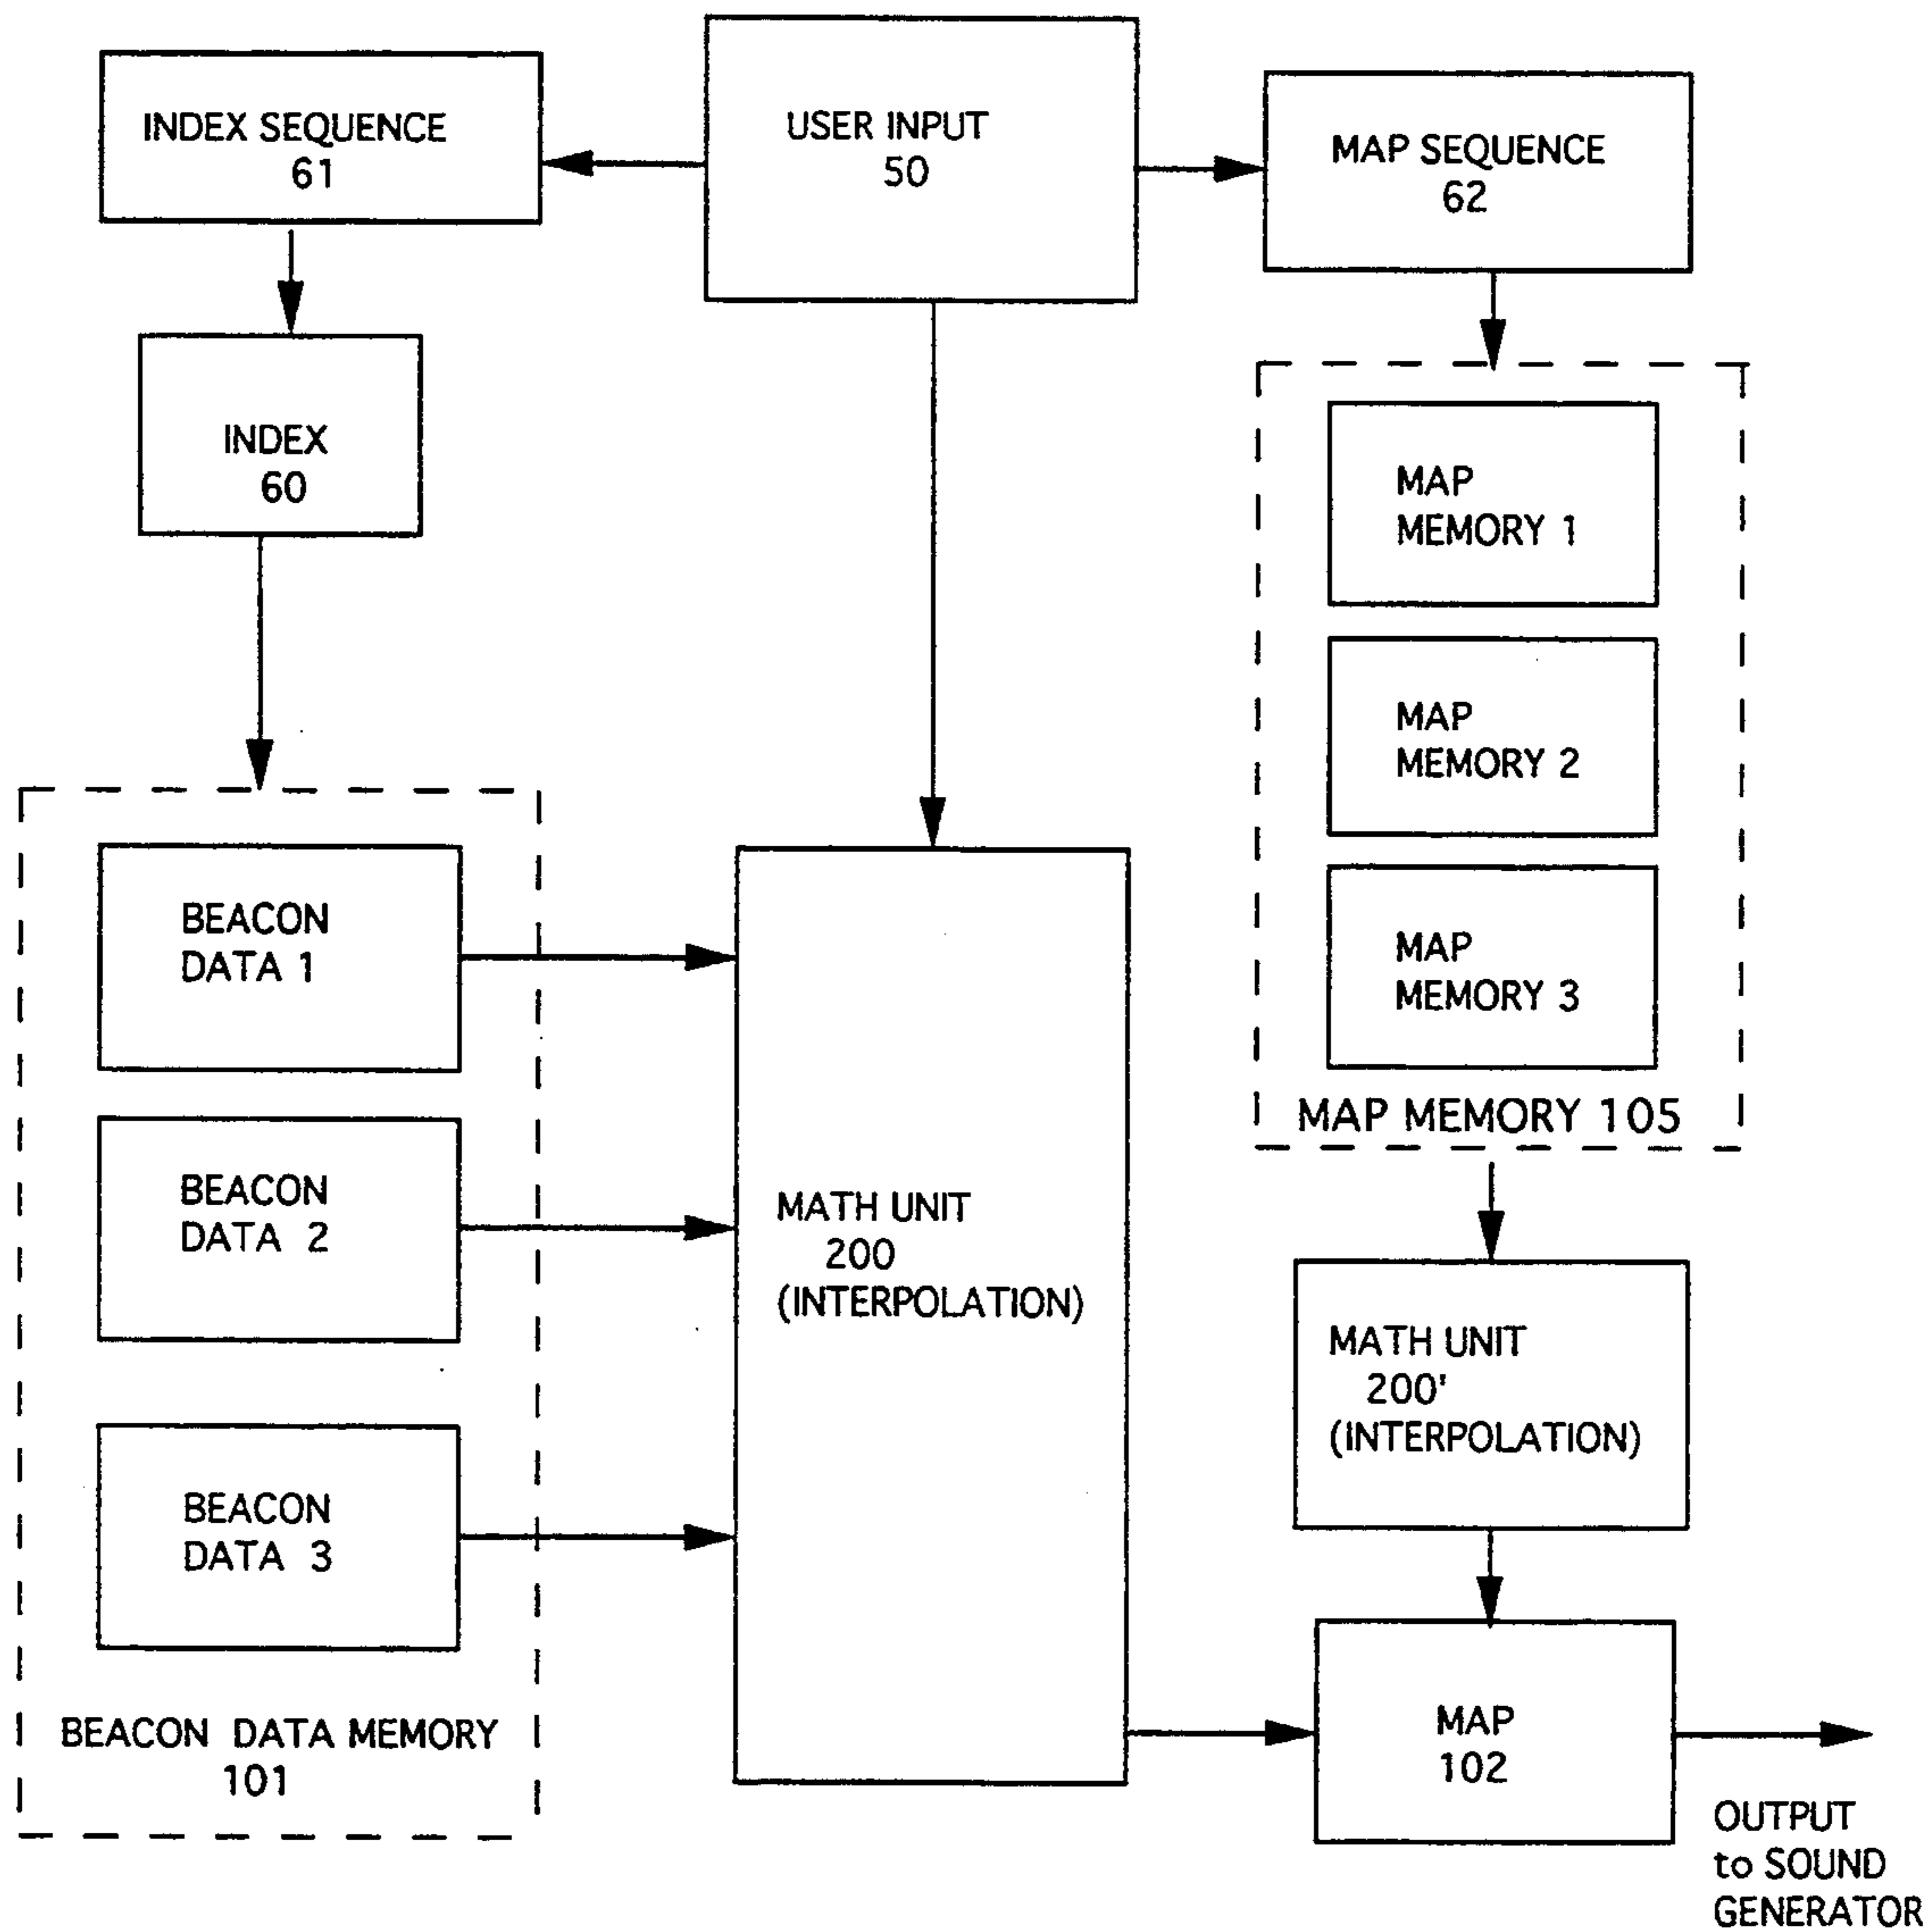 INDEX SEQUENCE
61
USER INPUT
50
MAP SEQUENCE
62
INDEX
60
MAP
MEMORY 1
MAP
MEMORY 2
MAP
MEMORY 3
MAP MEMORY 105
BEACON
DATA 1
BEACON
DATA 2
BEACON
DATA 3
BEACON DATA MEMORY
101
MATH UNIT
200
(INTERPOLATION)
MATH UNIT
200'
(INTERPOLATION)
MAP
102
OUTPUT
to SOUND
GENERATOR